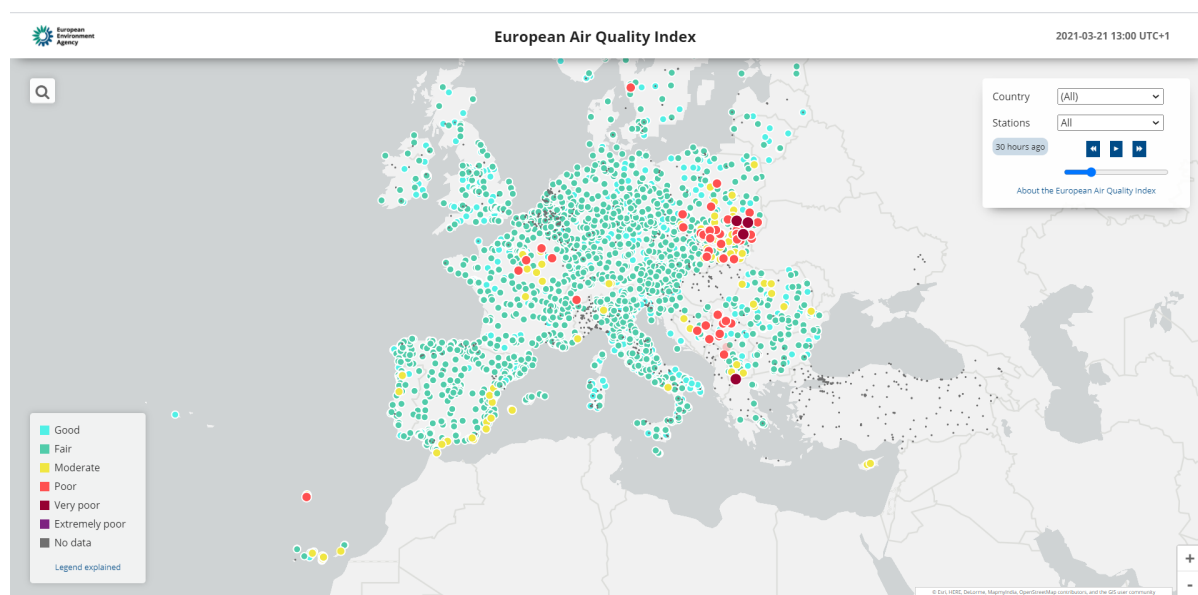 European
Environment
Agency
European Air Quality Index
2021-03-21 13:00 UTC+1
Country
(All)
Stations
All
30 hours ago
About the European Air Quality Index
Good
Fair
Moderate
Poor
Very poor
Extremely poor
No data
Legend explained
+
-
© Esri, HERE, DeLorme, MapmyIndia, OpenStreetMap contributors, and the GIS user community